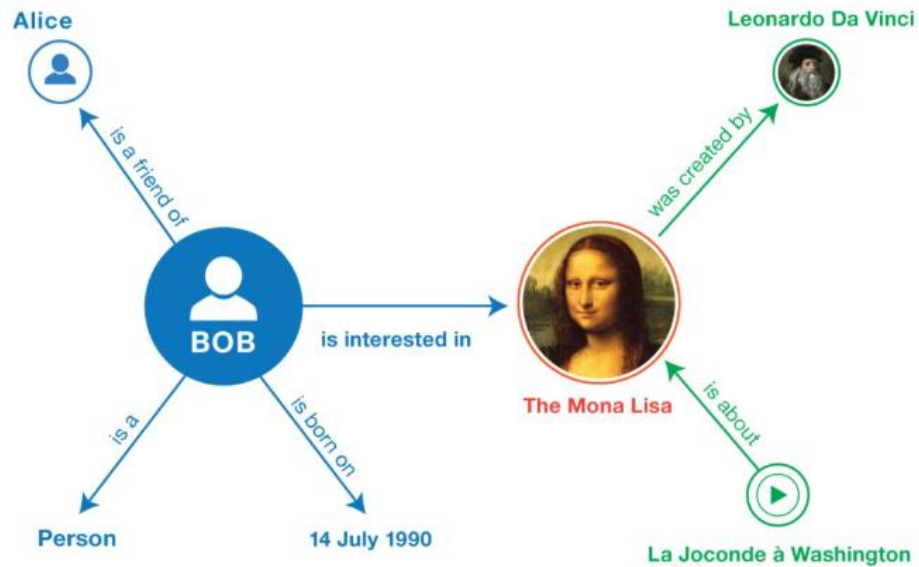 Alice
Leonardo Da Vinci
is a friend of
was created by
BOB
is interested in
The Mona Lisa
is a
is born on
is about
Person
14 July 1990
La Joconde à Washington